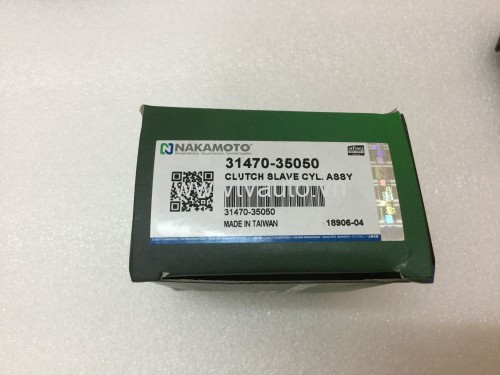 NAKAMOTO
31470-35050
CLUTCH SLAVE CYL. ASSY
31470-35050
MADE IN TAIWAN
18906-04